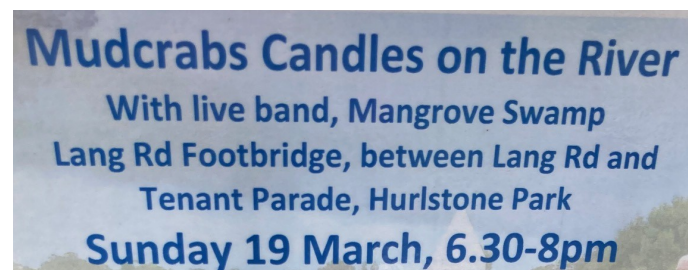 Mudcrabs Candles on the River
With live band, Mangrove Swamp
Lang Rd Footbridge, between Lang Rd and
Tenant Parade, Hurlstone Park
Sunday 19 March, 6.30-8pm